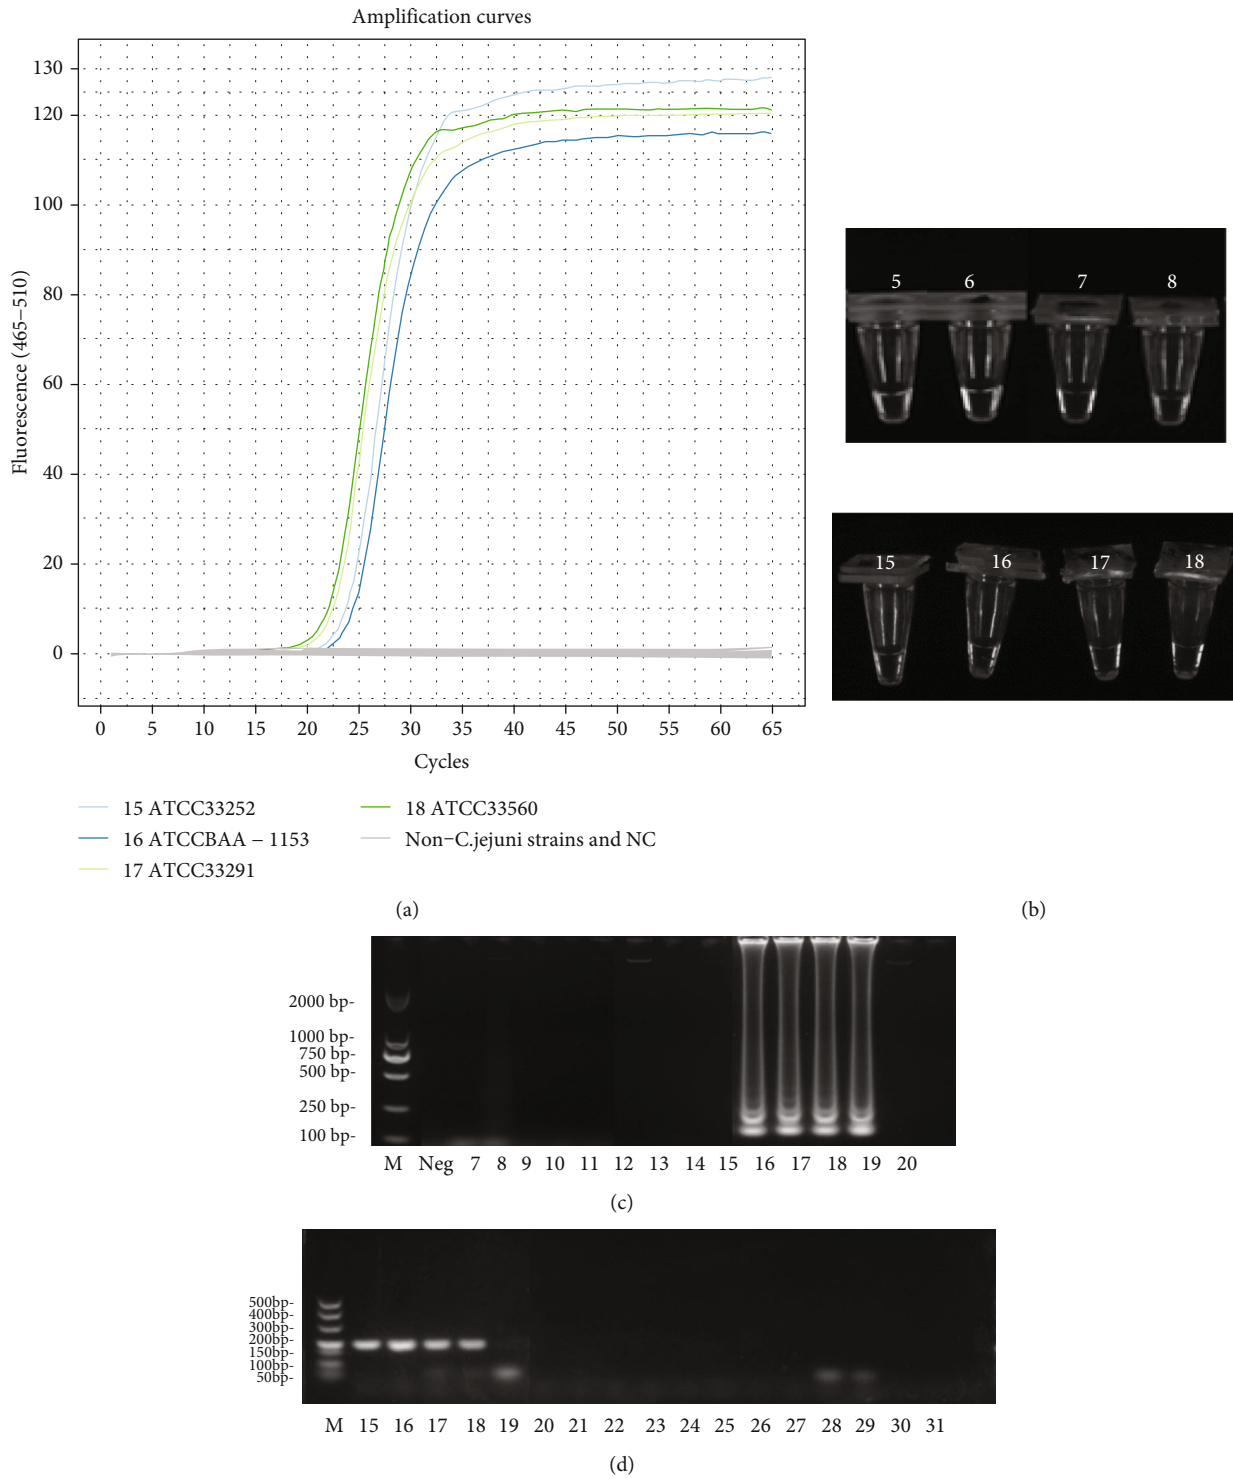 Amplification curves
130
120
100
80
60
40
20
0
Fluorescence (465–510)
0 5 10 15 20 25 30 35 40 45 50 55 60 65
Cycles
15 ATCC33252
16 ATCCBAA – 1153
17 ATCC33291
18 ATCC33560
Non–C.jejuni strains and NC
(a)
5 6 7 8
15 16 17 18
(b)
2000 bp-
1000 bp-
750 bp-
500 bp-
250 bp-
100 bp-
M Neg 7 8 9 10 11 12 13 14 15 16 17 18 19 20
(c)
500bp-
400bp-
300bp-
200bp-
150bp-
100bp-
50bp-
M 15 16 17 18 19 20 21 22 23 24 25 26 27 28 29 30 31
(d)